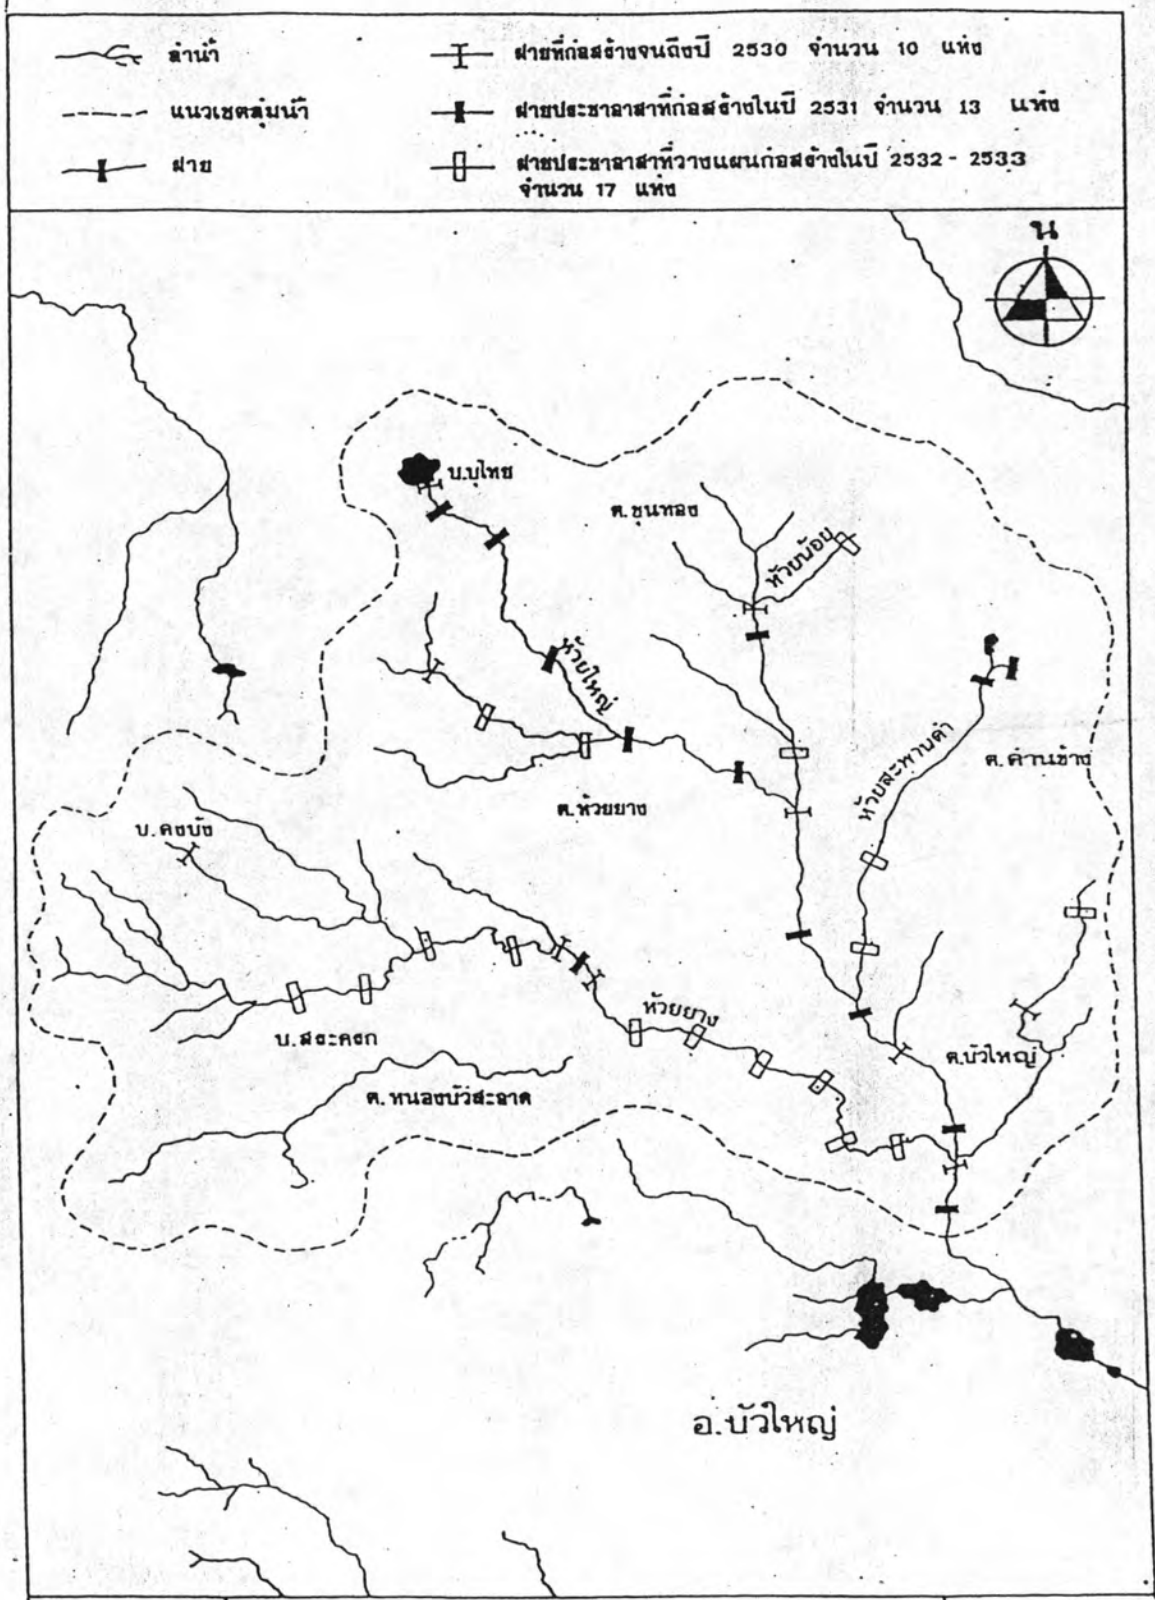 ลำน้ำ
แนวเขตลุ่มน้ำ
ฝาย
ฝายที่ก่อสร้างจนถึงปี 2530 จำนวน 10 แห่ง
ฝายประชาอาสาที่ก่อสร้างในปี 2531 จำนวน 13 แห่ง
ฝายประชาอาสาที่วางแผนก่อสร้างในปี 2532 - 2533
จำนวน 17 แห่ง
น
บ.บุไทย
ต.ขุนทอง
ห้วยน้อย
ห้วยใหญ่
ห้วยสะพานดำ
ต.ด่านช้าง
ต.ห้วยยาง
บ.ดงบัง
ห้วยยาง
บ.สระตก
ต.บัวใหญ่
ต.หนองบัวสะอาด
อ.บัวใหญ่